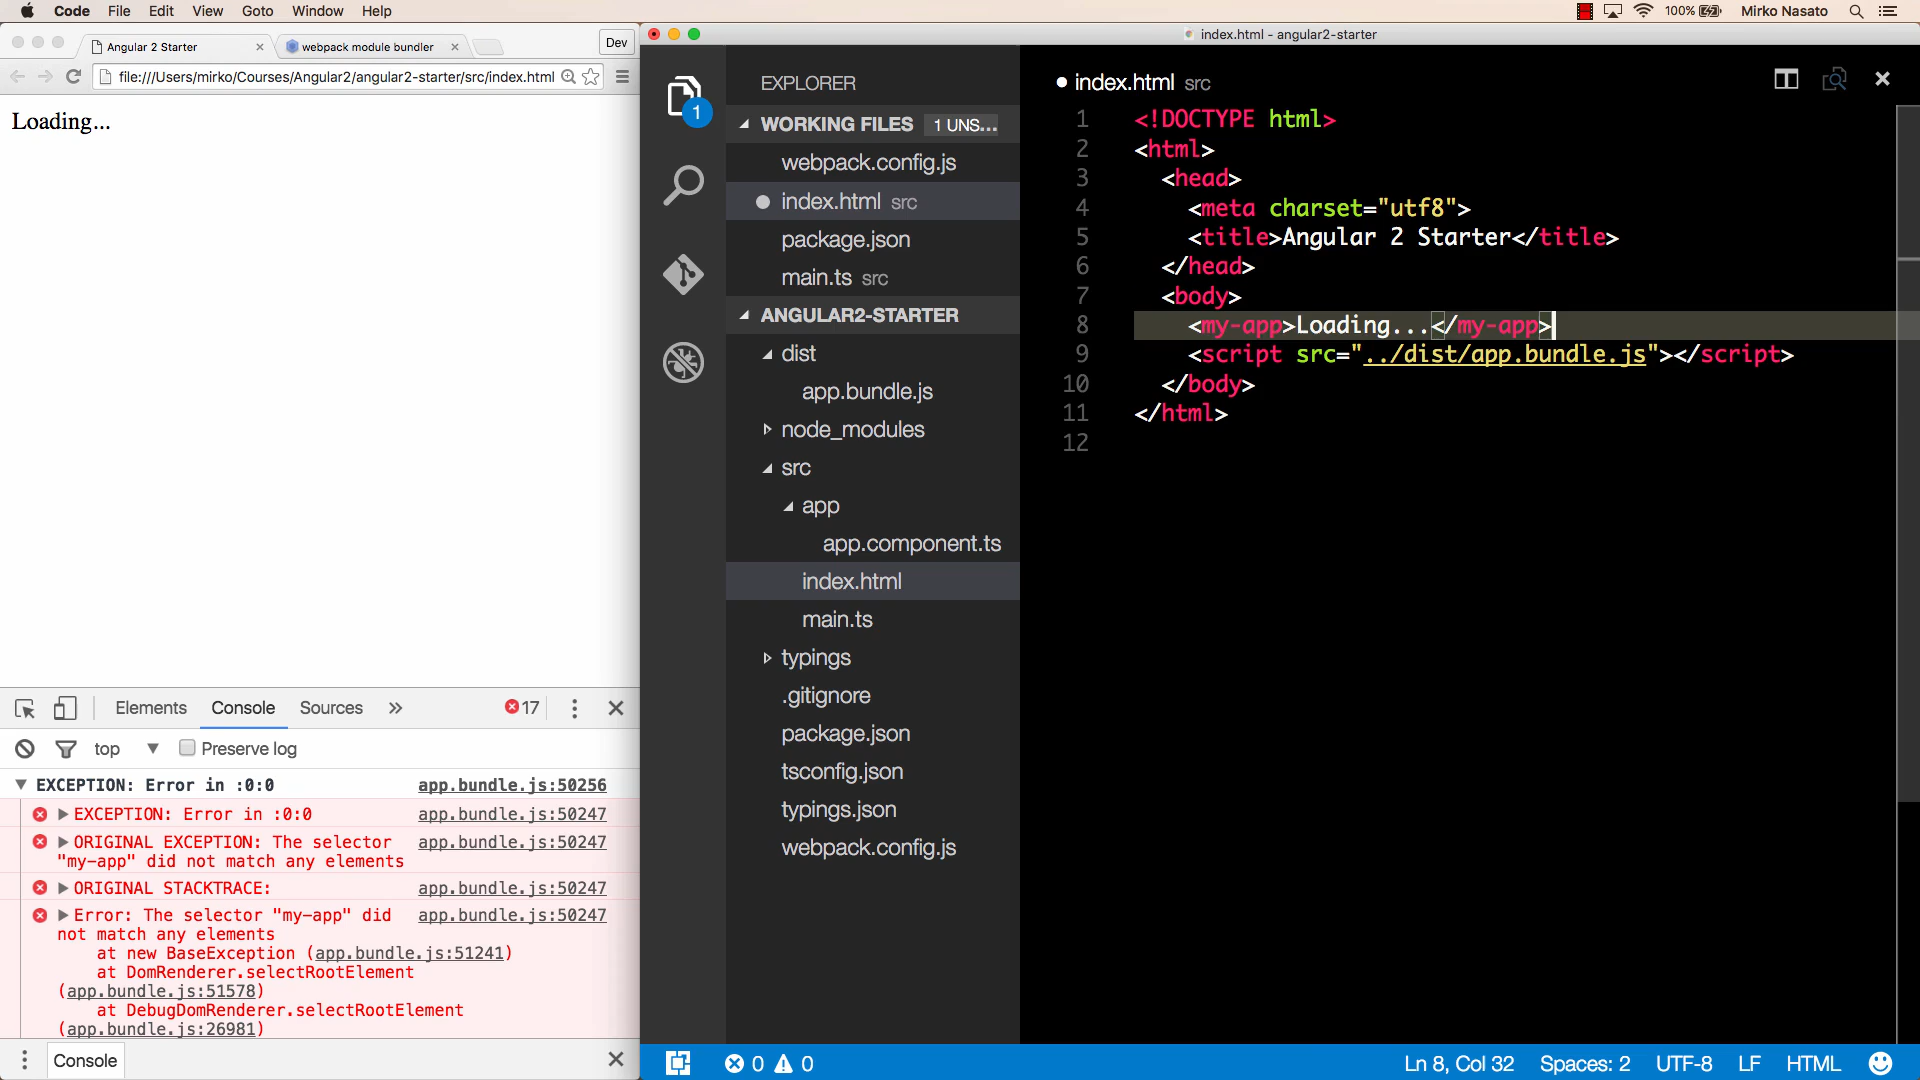 Code File Edit View Goto Window Help
100% Mirko Nasato
Angular 2 Starter
webpack module bundler
Dev
file:///Users/mirko/Courses/Angular2/angular2-starter/src/index.html
Loading...
Elements Console Sources 17
top Preserve log
EXCEPTION: Error in :0:0 app.bundle.js:50256
EXCEPTION: Error in :0:0 app.bundle.js:50247
ORIGINAL EXCEPTION: The selector app.bundle.js:50247
"my-app" did not match any elements
ORIGINAL STACKTRACE: app.bundle.js:50247
Error: The selector "my-app" did app.bundle.js:50247
not match any elements
at new BaseException (app.bundle.js:51241)
at DomRenderer.selectRootElement
(app.bundle.js:51578)
at DebugDomRenderer.selectRootElement
(app.bundle.js:26981)
Console
index.html - angular2-starter
1
EXPLORER
WORKING FILES 1 UNS...
webpack.config.js
index.html src
package.json
main.ts src
ANGULAR2-STARTER
dist
app.bundle.js
node_modules
src
app
app.component.ts
index.html
main.ts
typings
.gitignore
package.json
tsconfig.json
typings.json
webpack.config.js
index.html src
1 <!DOCTYPE html>
2 <html>
3 <head>
4 <meta charset="utf8">
5 <title>Angular 2 Starter</title>
6 </head>
7 <body>
8 <my-app>Loading...</my-app>
9 <script src="../dist/app.bundle.js"></script>
10 </body>
11 </html>
12
0 0 Ln 8, Col 32 Spaces: 2 UTF-8 LF HTML